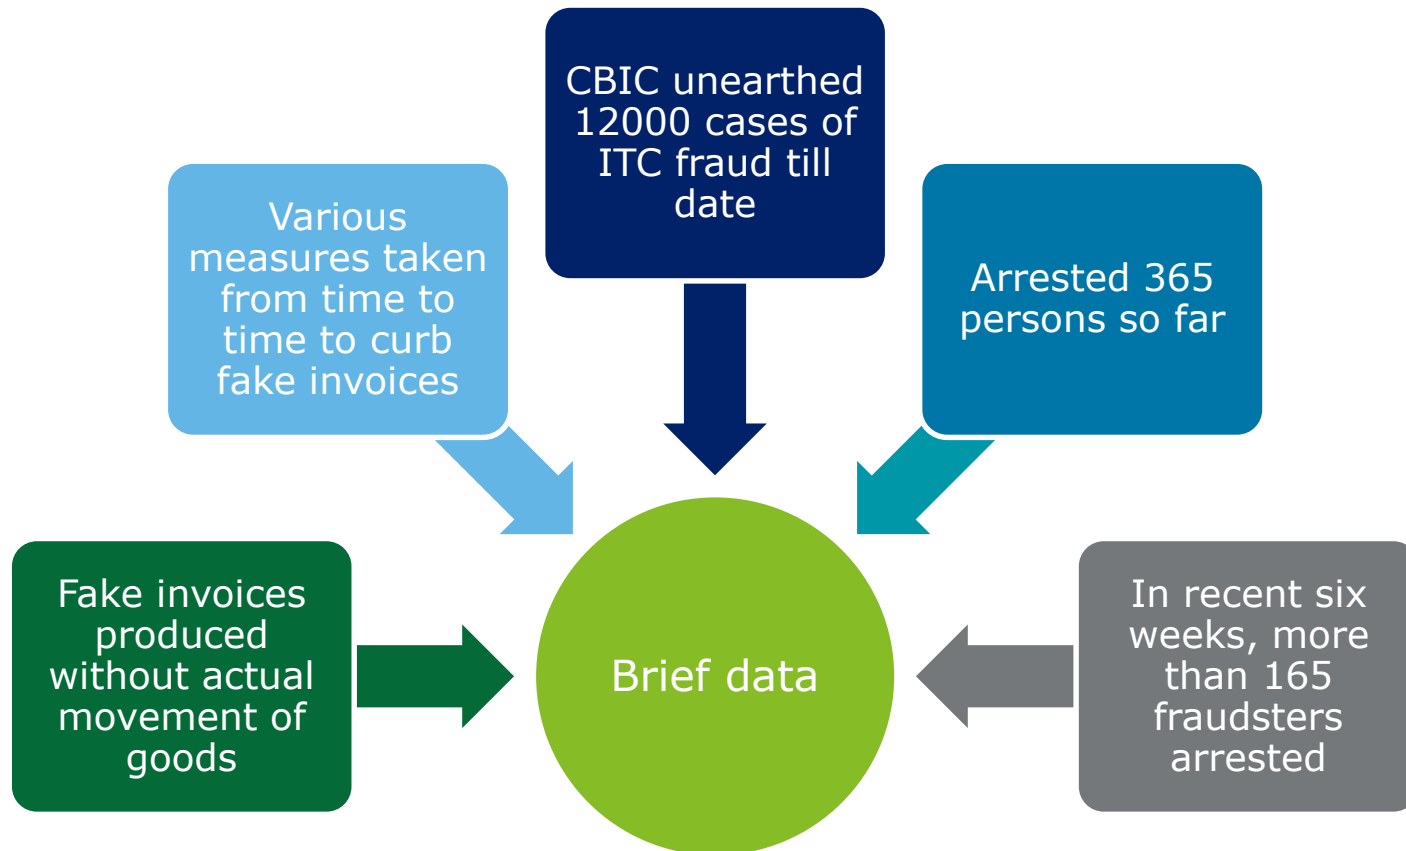 CBIC unearthed
12000 cases of
ITC fraud till
date
Various
measures taken
from time to
time to curb
fake invoices
Arrested 365
persons so far
Fake invoices
produced
without actual
movement of
goods
Brief data
In recent six
weeks, more
than 165
fraudsters
arrested